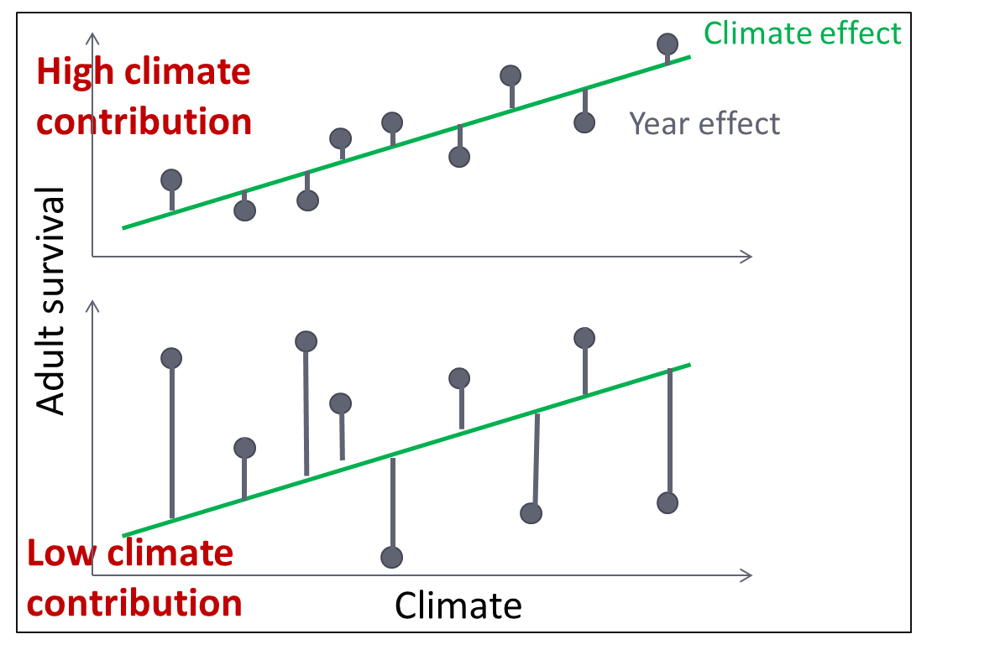 Climate effect
High climate
contribution
Year effect
Adult survival
Low climate
contribution
Climate